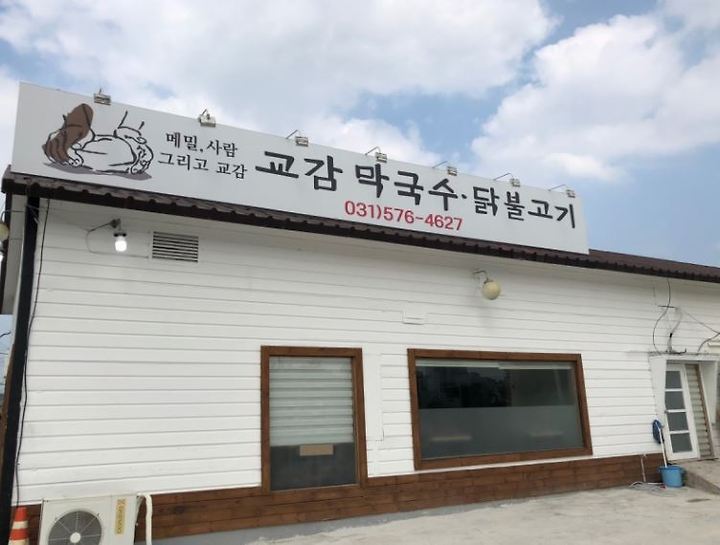 메밀, 사람
그리고 교감
교감 막국수·닭불고기
031)576-4627